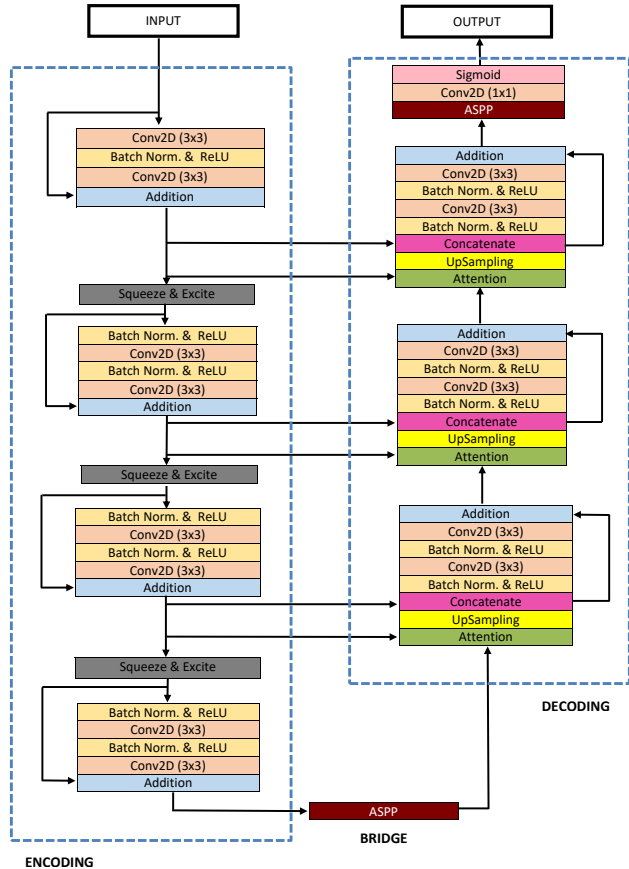 INPUT
Conv2D (3x3)
Batch Norm. & ReLU
Conv2D (3x3)
Addition
Squeeze & Excite
Batch Norm. & ReLU
Conv2D (3x3)
Batch Norm. & ReLU
Conv2D (3x3)
Addition
Squeeze & Excite
Batch Norm. & ReLU
Conv2D (3x3)
Batch Norm. & ReLU
Conv2D (3x3)
Addition
Squeeze & Excite
Batch Norm. & ReLU
Conv2D (3x3)
Batch Norm. & ReLU
Conv2D (3x3)
Addition
ENCODING
ASPP
BRIDGE
OUTPUT
Sigmoid
Conv2D (1x1)
ASPP
Addition
Conv2D (3x3)
Batch Norm. & ReLU
Conv2D (3x3)
Batch Norm. & ReLU
Concatenate
UpSampling
Attention
Addition
Conv2D (3x3)
Batch Norm. & ReLU
Conv2D (3x3)
Batch Norm. & ReLU
Concatenate
UpSampling
Attention
Addition
Conv2D (3x3)
Batch Norm. & ReLU
Conv2D (3x3)
Batch Norm. & ReLU
Concatenate
UpSampling
Attention
DECODING